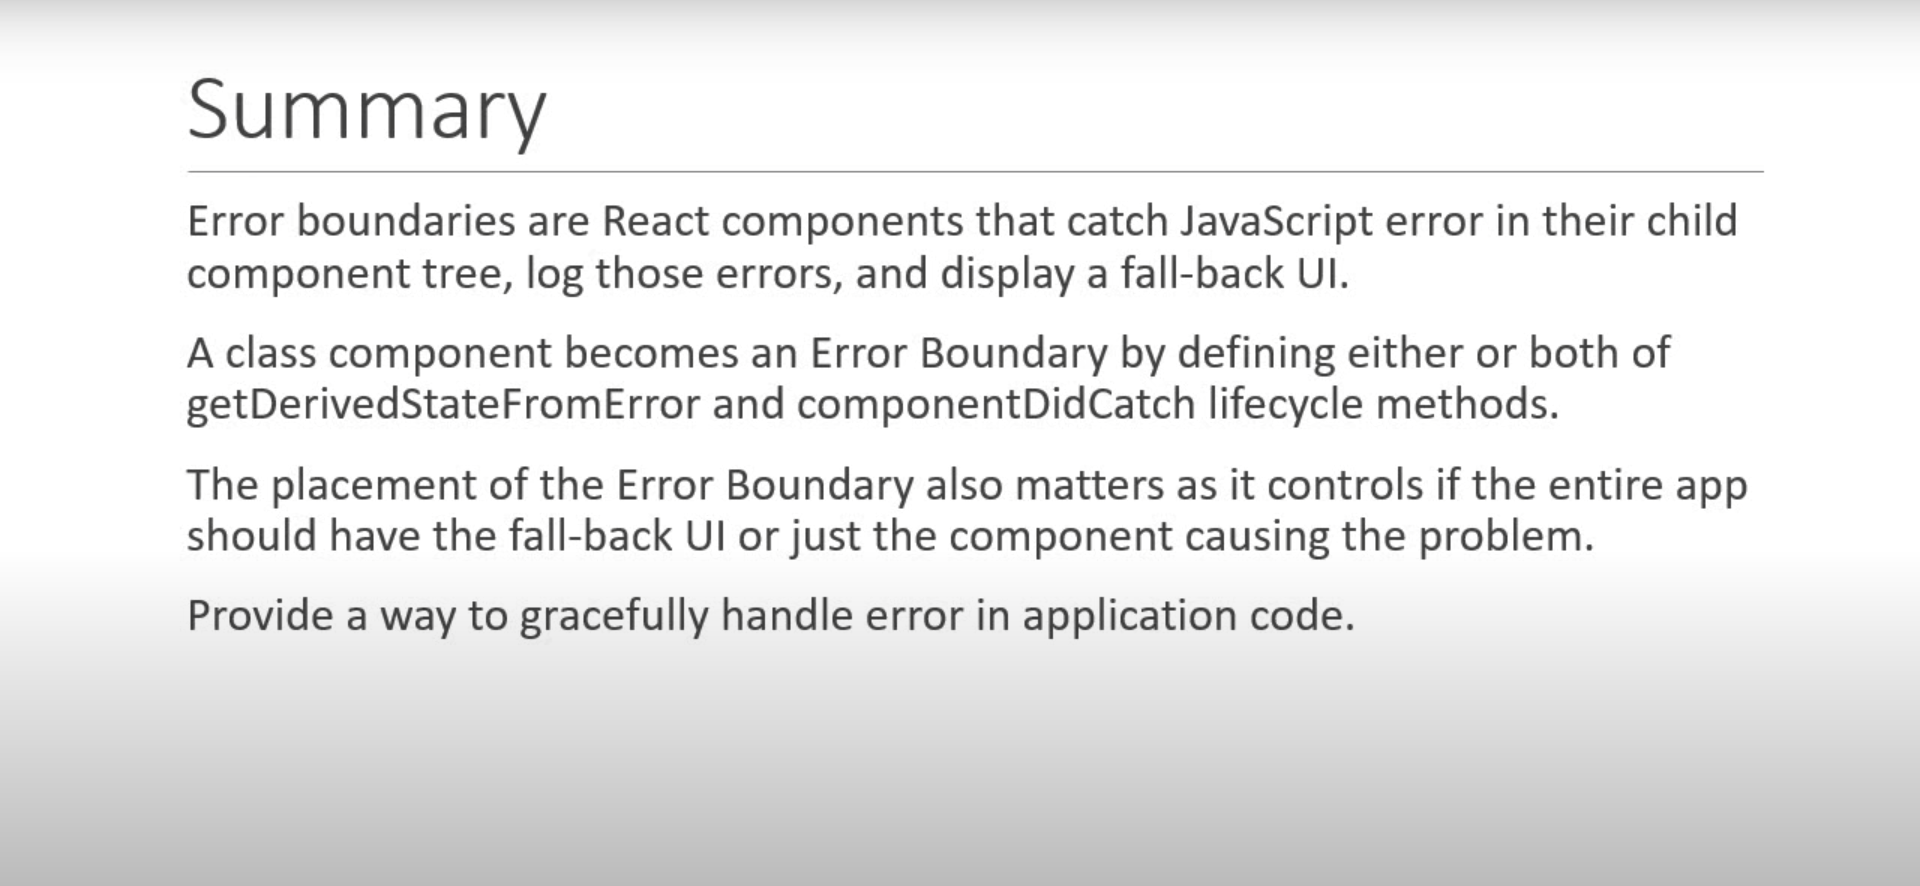 Summary
Error boundaries are React components that catch JavaScript error in their child
component tree, log those errors, and display a fall-back UI.
A class component becomes an Error Boundary by defining either or both of
getDerivedStateFromError and componentDidCatch lifecycle methods.
The placement of the Error Boundary also matters as it controls if the entire app
should have the fall-back UI or just the component causing the problem.
Provide a way to gracefully handle error in application code.